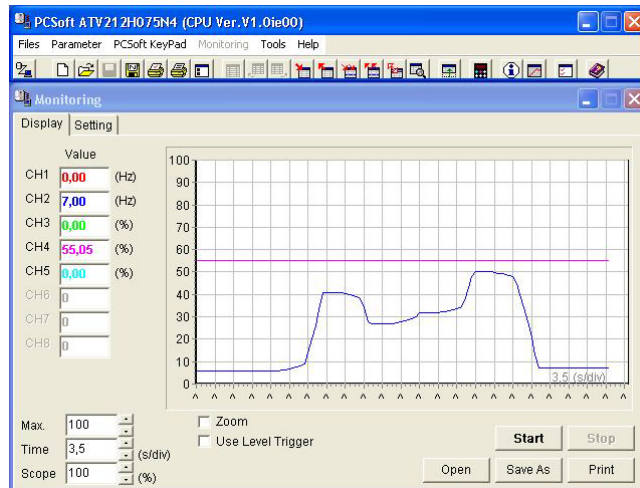 PCSoft ATV212H075N4 (CPU Ver.V1.0ie00)
Files Parameter PCSoft KeyPad Monitoring Tools Help
Monitoring
Display Setting
Value
CH1 0,00 (Hz)
CH2 7,00 (Hz)
CH3 0,00 (%)
CH4 55,05 (%)
CH5 0,00 (%)
CH6 0
CH7 0
CH8 0
100
90
80
70
60
50
40
30
20
10
0
3,5 (s/div)
Max. 100
Time 3,5 (s/div)
Scope 100 (%)
Zoom
Use Level Trigger
Start Stop
Open Save As Print